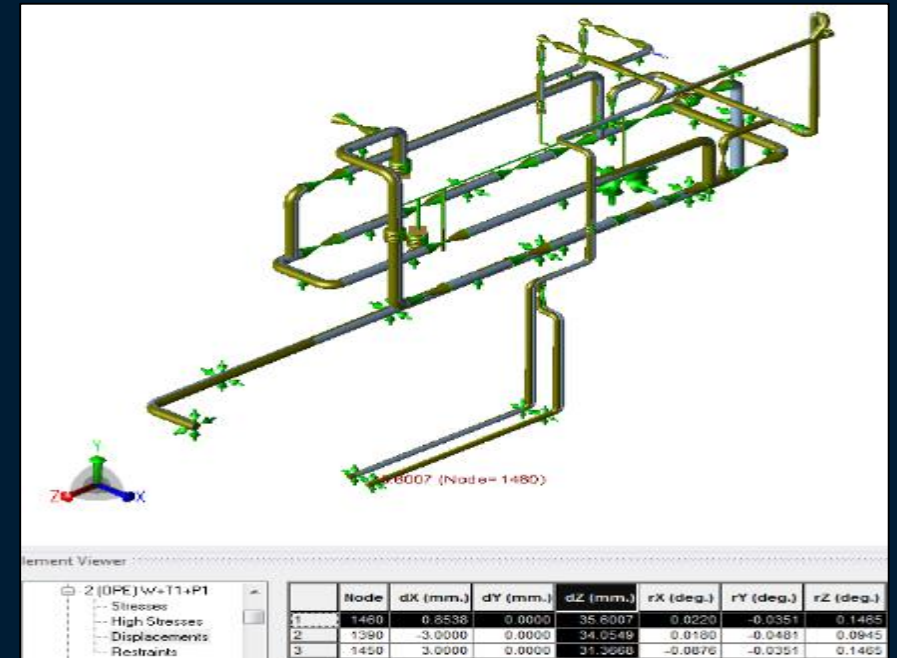 Y
Z X
(Node= 1480)
lement Viewer
2 (OPE) W+T1+P1
Stresses
High Stresses
Displacements
Restraints
Node dX (mm.) dY (mm.) dZ (mm.) rX (deg.) rY (deg.) rZ (deg.)
1 1460 0.8538 0.0000 35.6007 0.0220 -0.0351 0.1465
2 1390 -3.0000 0.0000 34.0549 0.0180 -0.0481 0.0945
3 1450 3.0000 0.0000 31.3668 -0.0876 -0.0351 0.1465